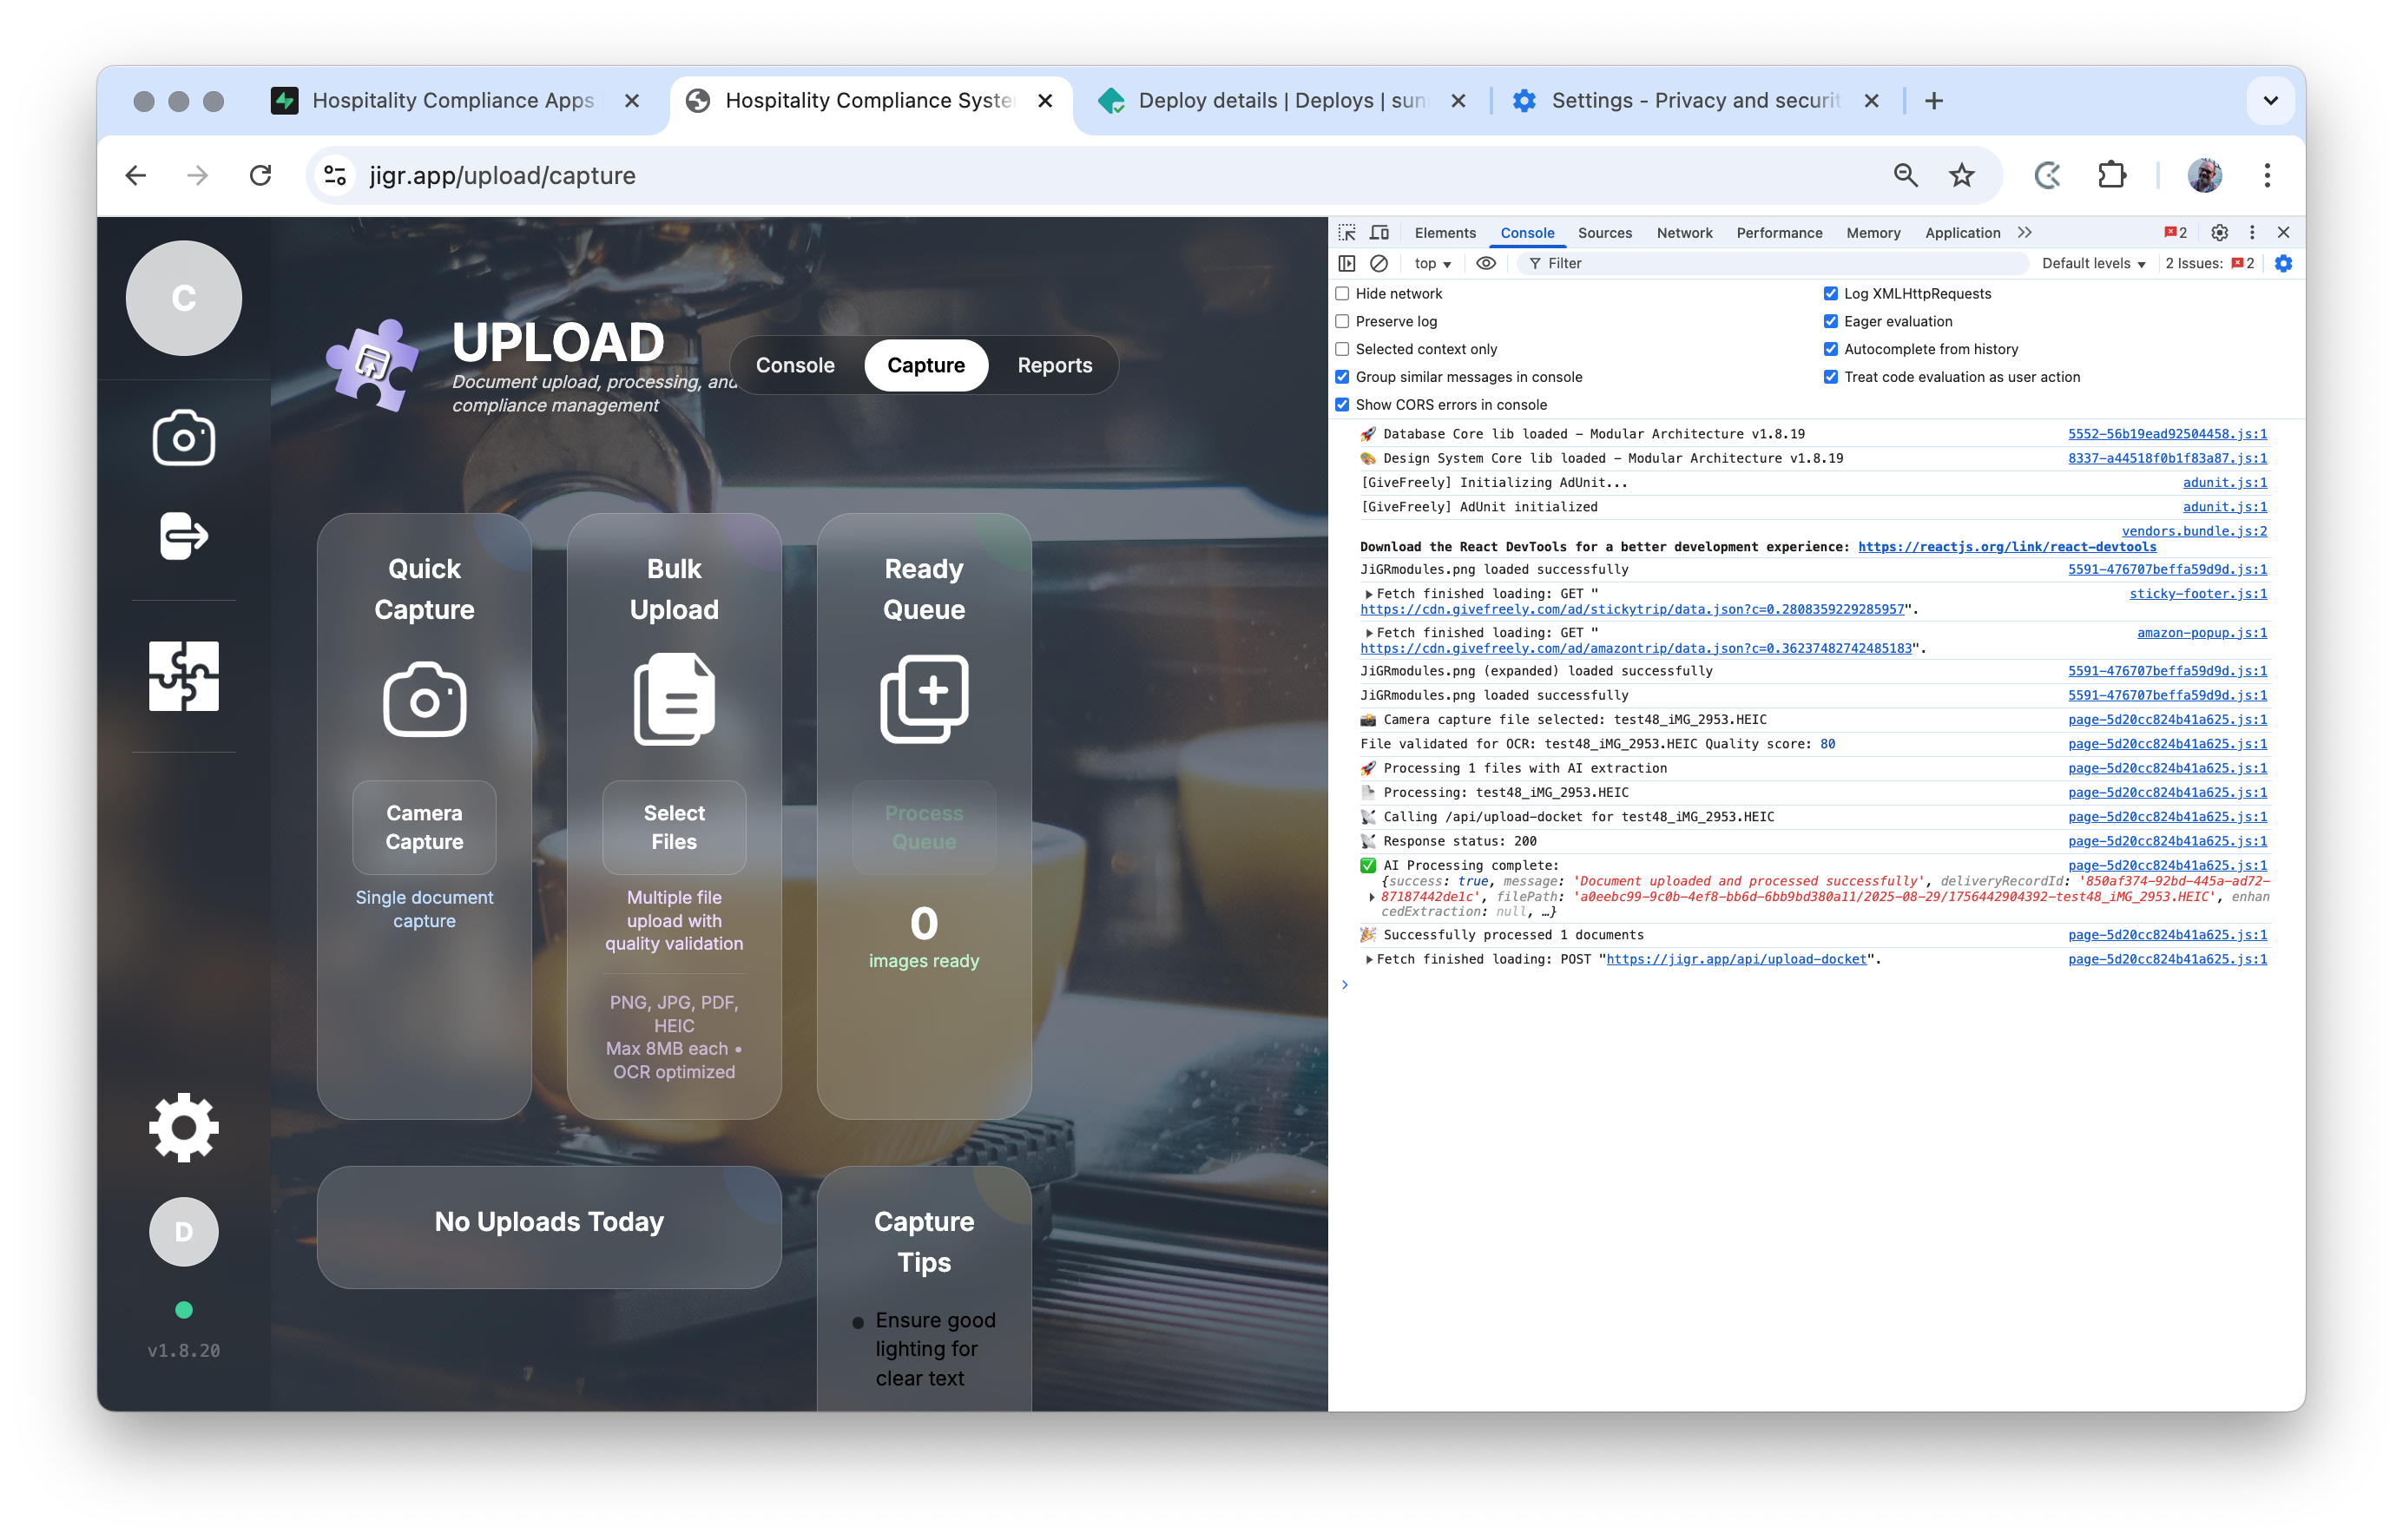 Hospitality Compliance Apps
Hospitality Compliance Syste
Deploy details | Deploys | sun
Settings - Privacy and securit
jigr.app/upload/capture
C
UPLOAD
Document upload, processing, and
compliance management
Console
Capture
Reports
Quick
Capture
Camera
Capture
Single document
capture
Bulk
Upload
Select
Files
Multiple file
upload with
quality validation
PNG, JPG, PDF,
HEIC
Max 8MB each •
OCR optimized
Ready
Queue
Process
Queue
0
images ready
No Uploads Today
Capture
Tips
• Ensure good
lighting for
clear text
D
v1.8.20
Elements
Console
Sources
Network
Performance
Memory
Application
2
top
Filter
Default levels
2 Issues: 2
Hide network
Log XMLHttpRequests
Preserve log
Eager evaluation
Selected context only
Autocomplete from history
Group similar messages in console
Treat code evaluation as user action
Show CORS errors in console
🚀 Database Core lib loaded - Modular Architecture v1.8.19 5552-56b19ead92504458.js:1
🎨 Design System Core lib loaded - Modular Architecture v1.8.19 8337-a44518f0b1f83a87.js:1
[GiveFreely] Initializing AdUnit... adunit.js:1
[GiveFreely] AdUnit initialized adunit.js:1
vendors.bundle.js:2
Download the React DevTools for a better development experience: https://reactjs.org/link/react-devtools
JiGRmodules.png loaded successfully 5591-476707beffa59d9d.js:1
Fetch finished loading: GET " sticky-footer.js:1
https://cdn.givefreely.com/ad/stickytrip/data.json?c=0.2808359229285957".
Fetch finished loading: GET " amazon-popup.js:1
https://cdn.givefreely.com/ad/amazontrip/data.json?c=0.36237482742485183".
JiGRmodules.png (expanded) loaded successfully 5591-476707beffa59d9d.js:1
JiGRmodules.png loaded successfully 5591-476707beffa59d9d.js:1
📸 Camera capture file selected: test48_iMG_2953.HEIC page-5d20cc824b41a625.js:1
File validated for OCR: test48_iMG_2953.HEIC Quality score: 80 page-5d20cc824b41a625.js:1
🚀 Processing 1 files with AI extraction page-5d20cc824b41a625.js:1
📄 Processing: test48_iMG_2953.HEIC page-5d20cc824b41a625.js:1
📡 Calling /api/upload-docket for test48_iMG_2953.HEIC page-5d20cc824b41a625.js:1
📡 Response status: 200 page-5d20cc824b41a625.js:1
✅ AI Processing complete: page-5d20cc824b41a625.js:1
{success: true, message: 'Document uploaded and processed successfully', deliveryRecordId: '850af374-92bd-445a-ad72-
87187442de1c', filePath: 'a0eebc99-9c0b-4ef8-bb6d-6bb9bd380a11/2025-08-29/1756442904392-test48_iMG_2953.HEIC', enhan
cedExtraction: null, …}
🎉 Successfully processed 1 documents page-5d20cc824b41a625.js:1
Fetch finished loading: POST "https://jigr.app/api/upload-docket". page-5d20cc824b41a625.js:1